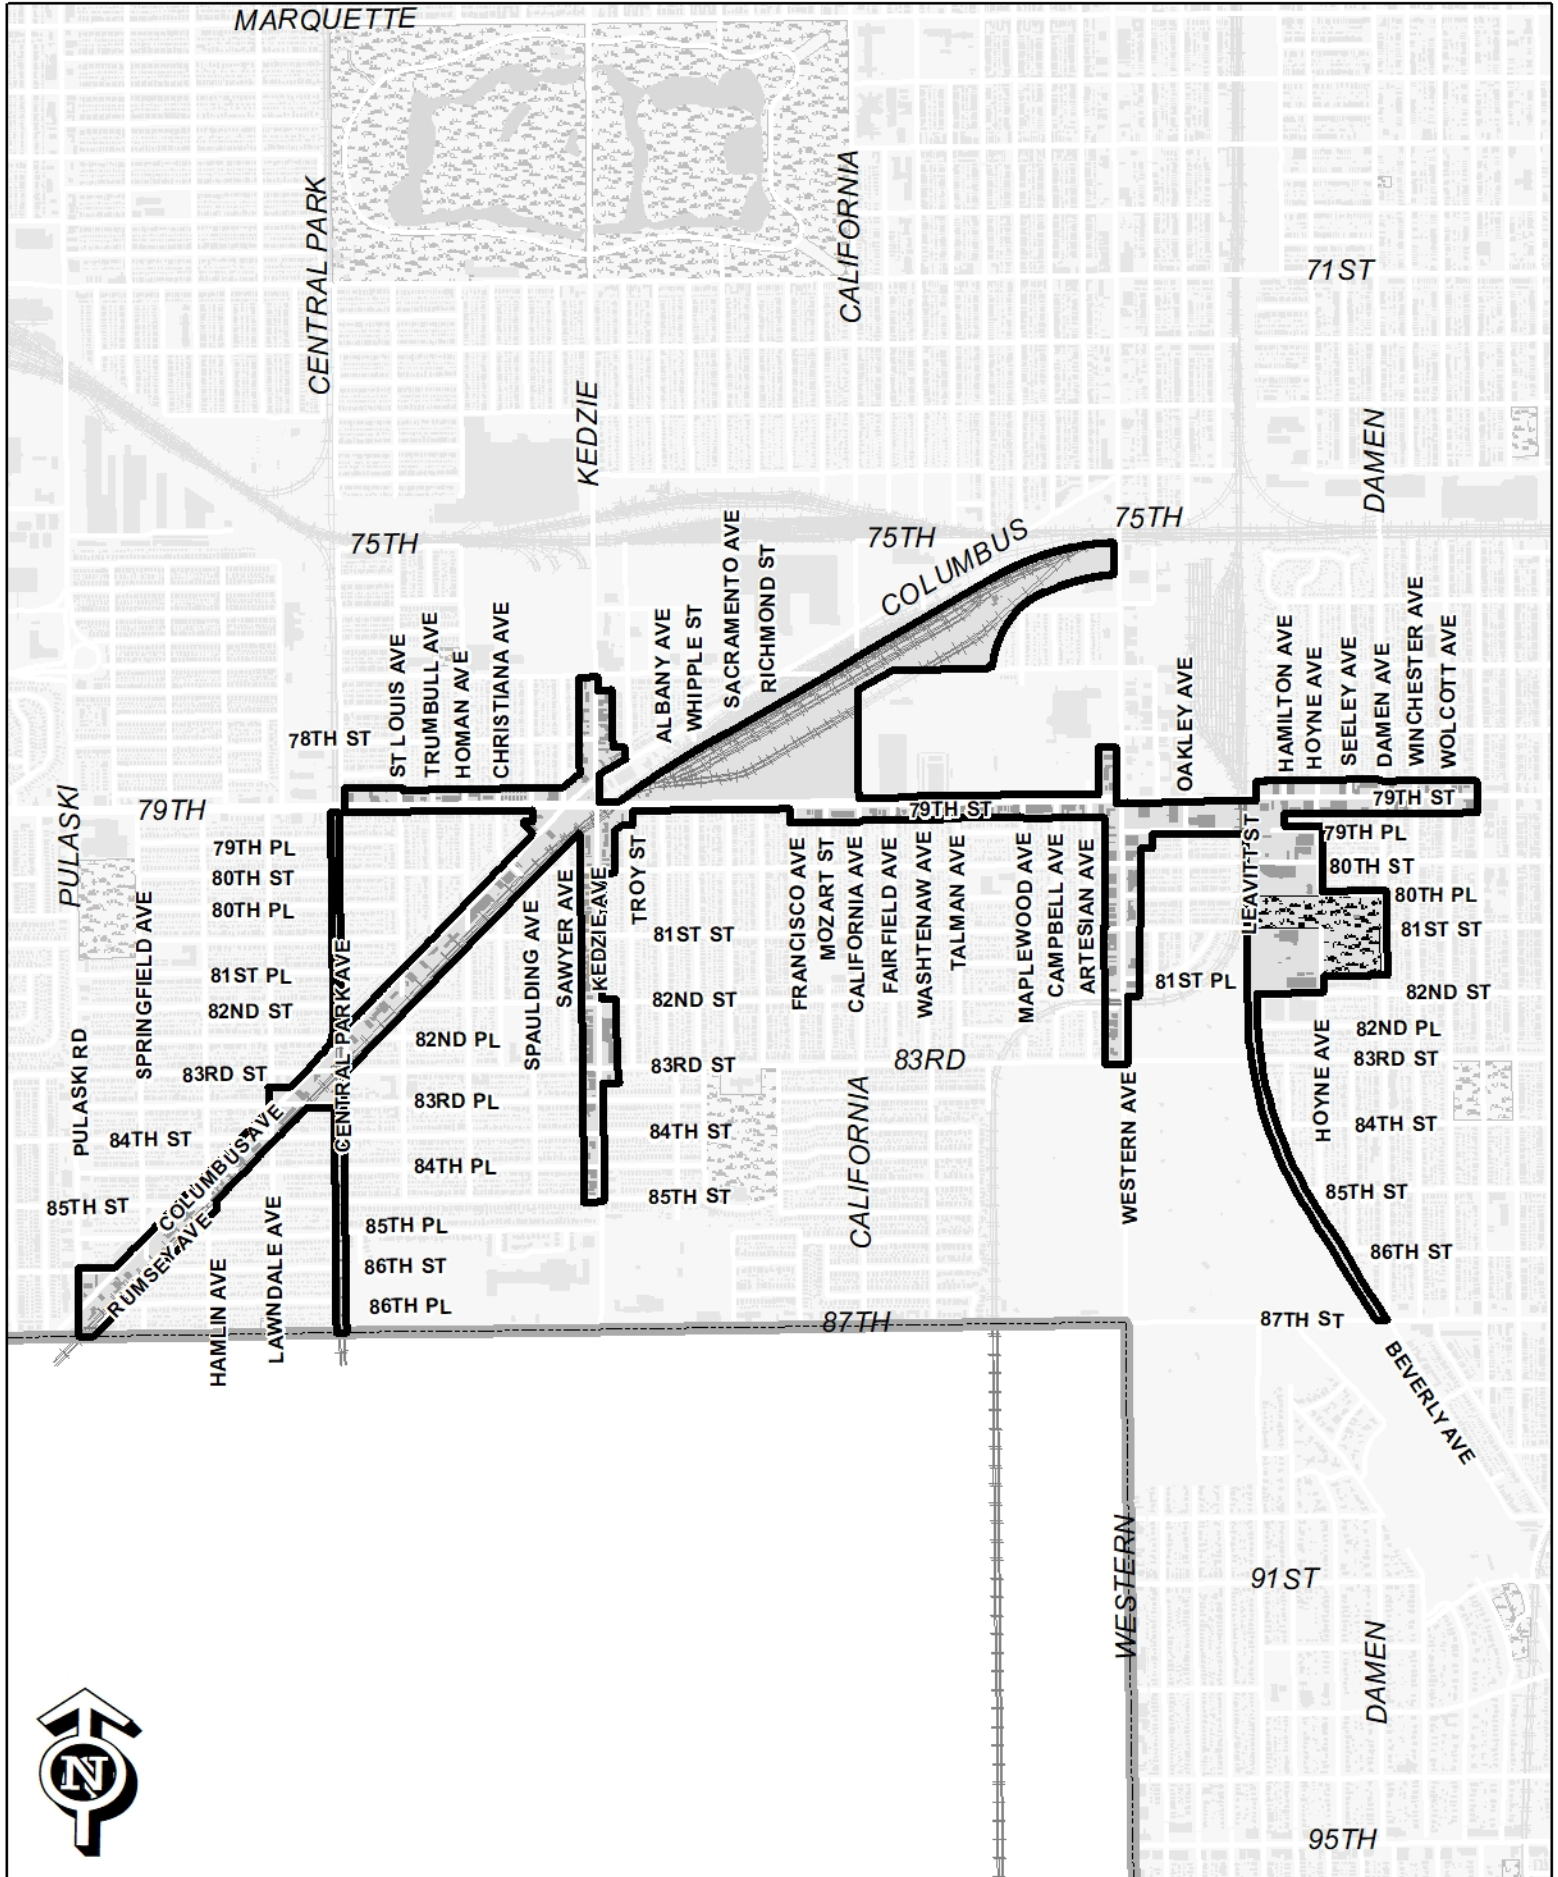 MARQUETTE
CENTRAL PARK
CALIFORNIA
71ST
KEDZIE
DAMEN
75TH
75TH
75TH
COLUMBUS
SACRAMENTO AVE
RICHMOND ST
ALBANY AVE
WHIPPLE ST
ST LOUIS AVE
TRUMBULL AVE
HOMAN AVE
CHRISTIANA AVE
OAKLEY AVE
HAMILTON AVE
HOYNE AVE
SEELEY AVE
DAMEN AVE
WINCHESTER AVE
WOLCOTT AVE
78TH ST
PULASKI
79TH
79TH ST
79TH ST
79TH PL
80TH ST
80TH PL
79TH PL
80TH ST
80TH PL
81ST ST
SPRINGFIELD AVE
CENTRAL PARK AVE
SPAULDING AVE
SAWYER AVE
KEDZIE AVE
TROY ST
81ST ST
FRANCISCO AVE
MOZART ST
CALIFORNIA AVE
FAIRFIELD AVE
WASHTENAW AVE
TALMAN AVE
MAPLEWOOD AVE
CAMPBELL AVE
ARTESIAN AVE
LEAVITT ST
81ST PL
82ND ST
82ND ST
81ST PL
82ND ST
PULASKI RD
82ND PL
83RD ST
83RD ST
83RD
82ND PL
83RD ST
83RD PL
84TH ST
84TH ST
CALIFORNIA
WESTERN AVE
HOYNE AVE
84TH ST
84TH PL
85TH ST
COLUMBUS AVE
RUMSEY AVE
85TH ST
85TH ST
HAMLIN AVE
LAWNDALE AVE
85TH PL
86TH ST
86TH PL
86TH ST
87TH
87TH ST
BEVERLY AVE
WESTERN
91ST
DAMEN
N
95TH